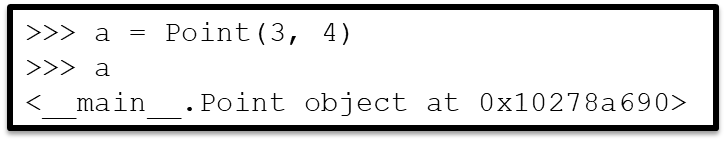 >>> a = Point(3, 4)
>>> a
<__main__.Point object at 0x10278a690>